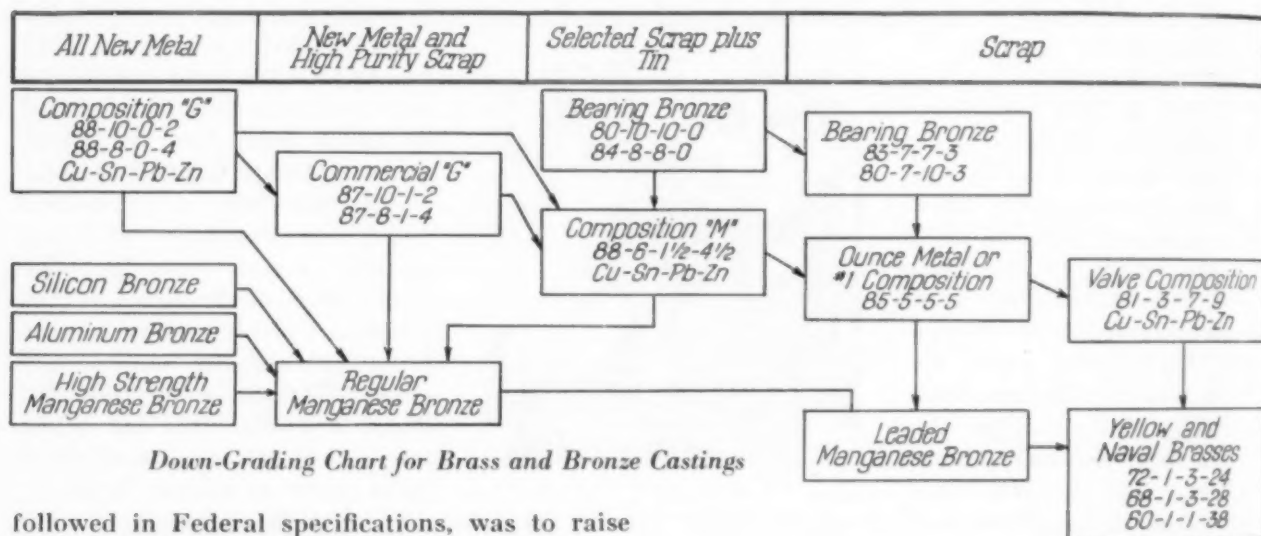 All New Metal
New Metal and
High Purity Scrap
Selected Scrap plus
Tin
Scrap
Composition "G"
88-10-0-2
88-8-0-4
Cu-Sn-Pb-Zn
Commercial "G"
87-10-1-2
87-8-1-4
Bearing Bronze
80-10-10-0
84-8-8-0
Bearing Bronze
83-7-7-3
80-7-10-3
Composition "M"
88-6-1½-4½
Cu-Sn-Pb-Zn
Ounce Metal or
#1 Composition
85-5-5-5
Valve Composition
81-3-7-9
Cu-Sn-Pb-Zn
Silicon Bronze
Aluminum Bronze
High Strength
Manganese Bronze
Regular
Manganese Bronze
Leaded
Manganese Bronze
Yellow and
Naval Brasses
72-1-3-24
68-1-3-28
60-1-1-38
Down-Grading Chart for Brass and Bronze Castings
followed in Federal specifications, was to raise